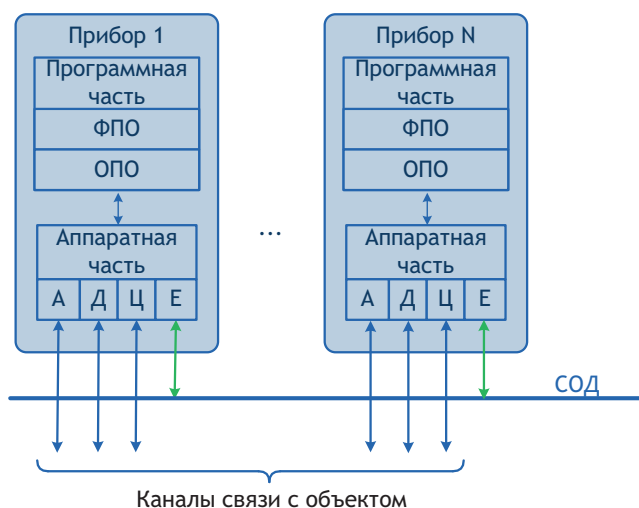 Прибор 1
Программная
часть
ФПО
ОПО
Аппаратная
часть
А Д Ц Е
...
Прибор N
Программная
часть
ФПО
ОПО
Аппаратная
часть
А Д Ц Е
СОД
Каналы связи с объектом